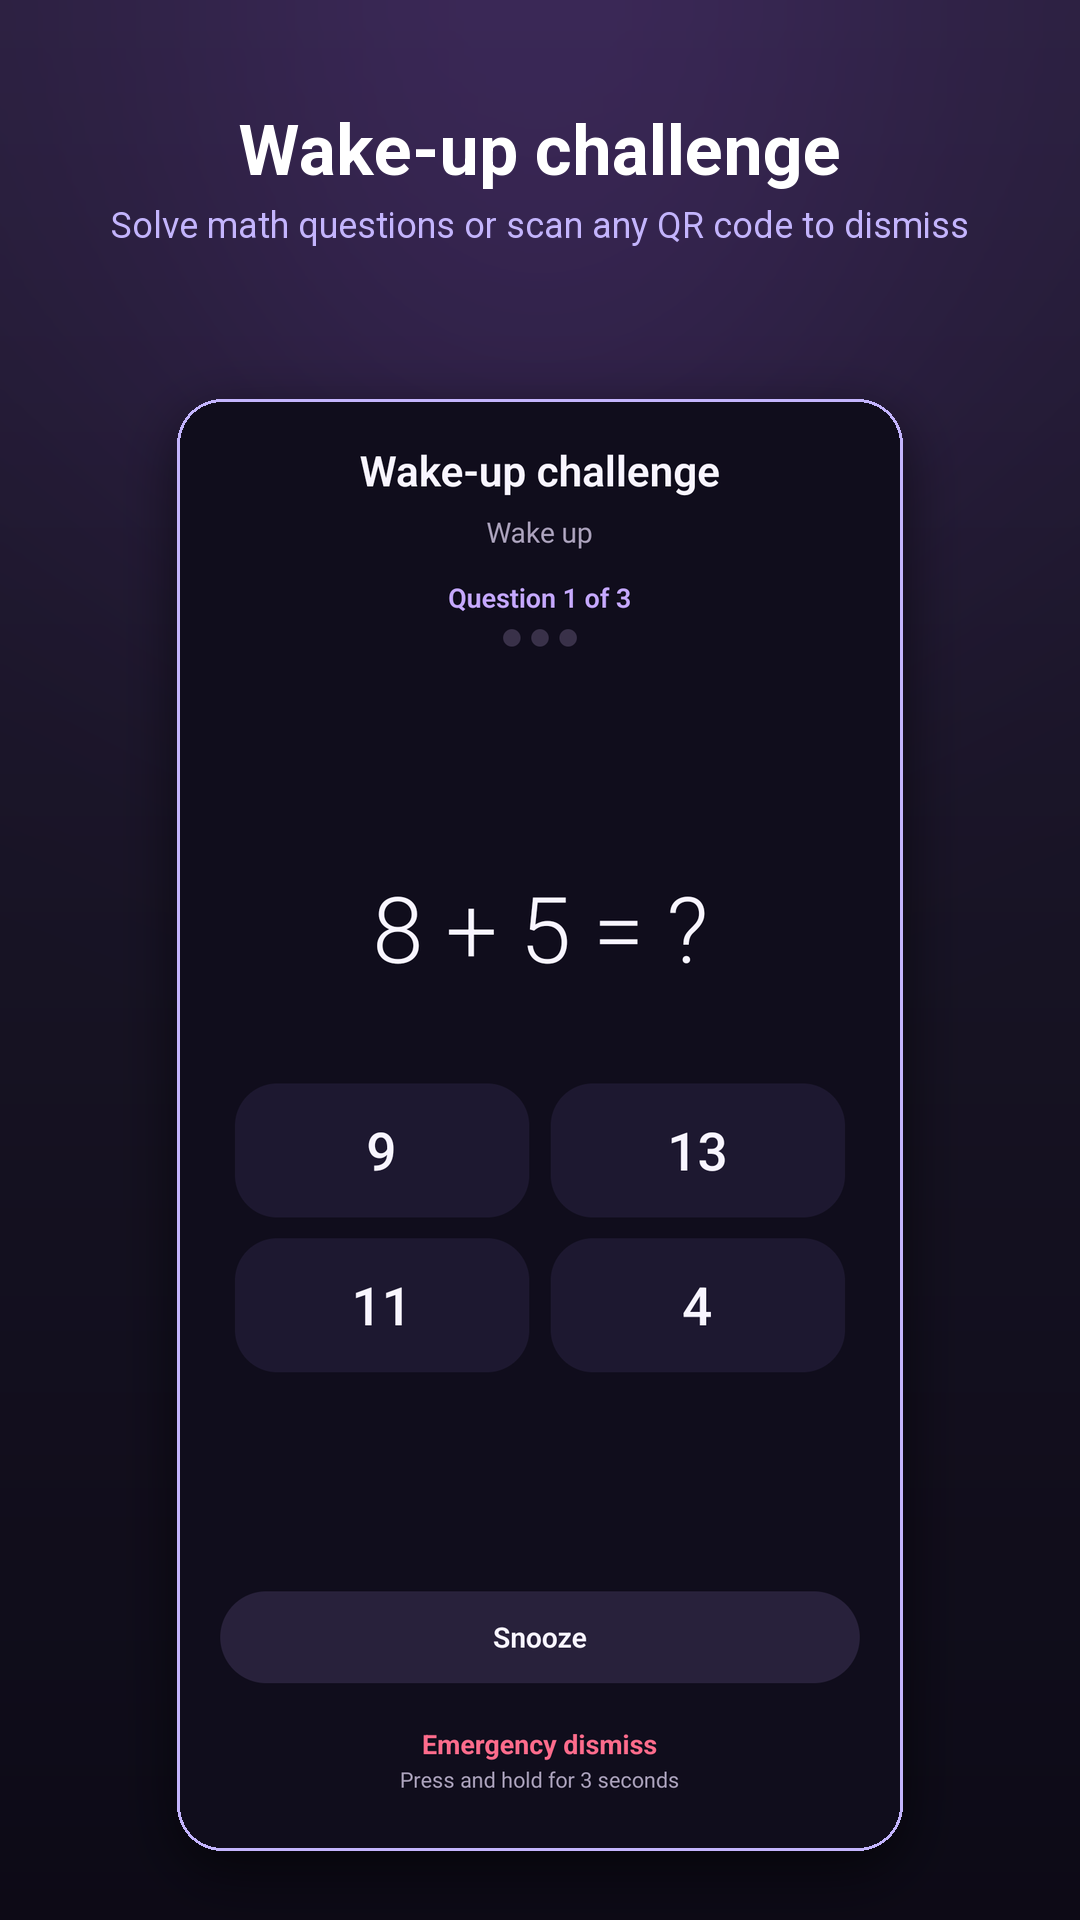 Wake-up challenge
Solve math questions or scan any QR code to dismiss
Wake-up challenge
Wake up
Question 1 of 3
8 + 5 = ?
9
13
11
4
Snooze
Emergency dismiss
Press and hold for 3 seconds